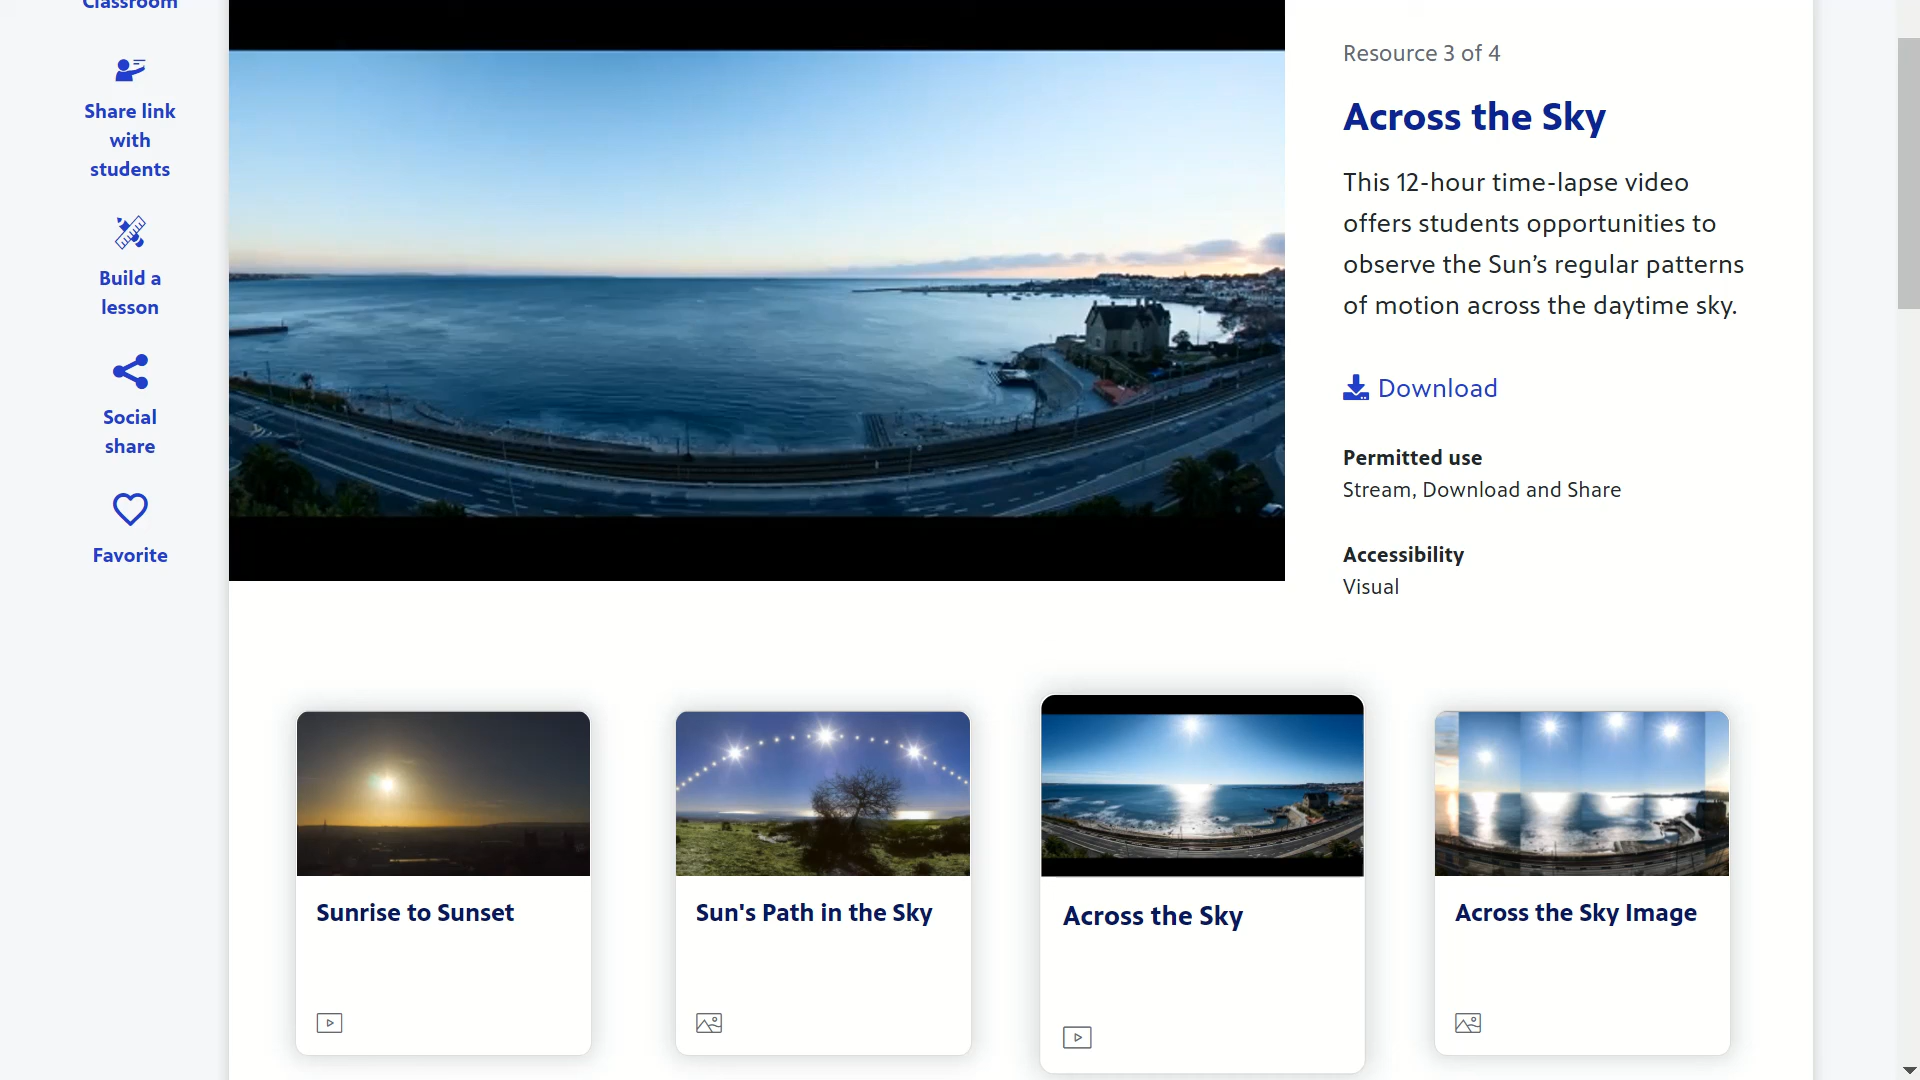 Classroom
Share link
with
students
Build a
lesson
Social
share
Favorite
Resource 3 of 4
Across the Sky
This 12-hour time-lapse video
offers students opportunities to
observe the Sun’s regular patterns
of motion across the daytime sky.
Download
Permitted use
Stream, Download and Share
Accessibility
Visual
Sunrise to Sunset
Sun's Path in the Sky
Across the Sky
Across the Sky Image